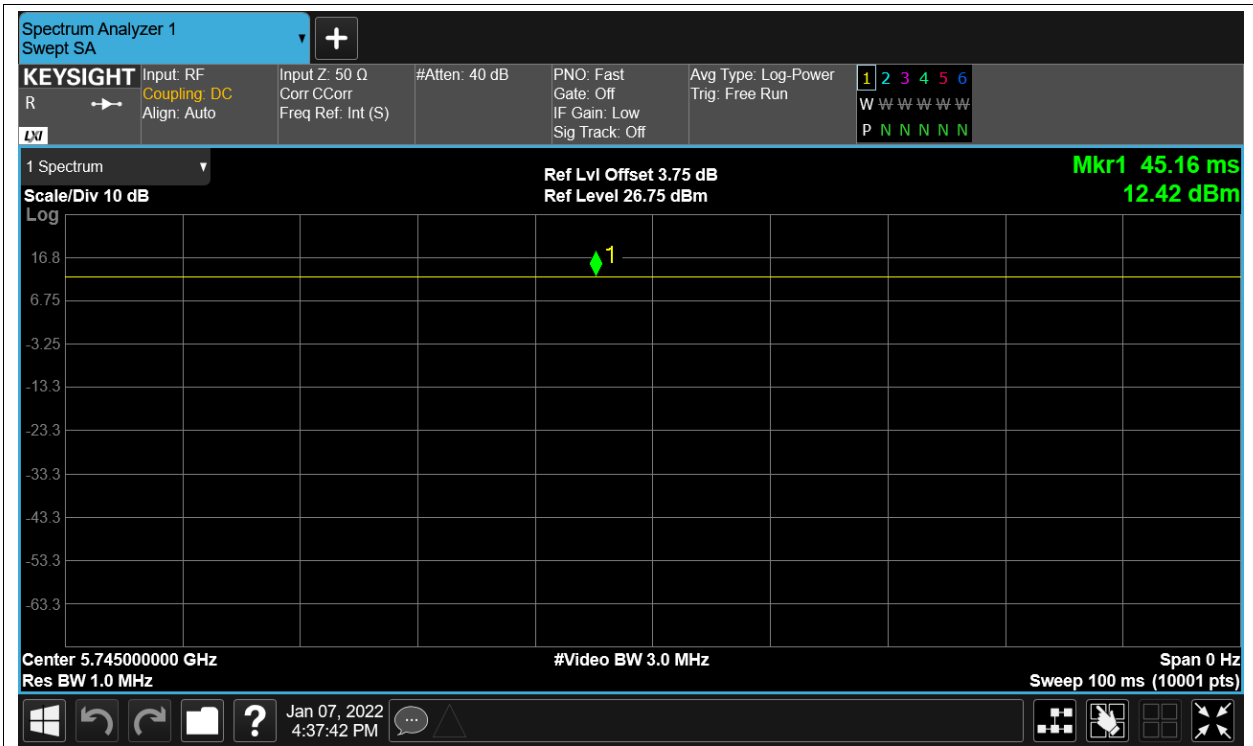 Spectrum Analyzer 1
Swept SA
KEYSIGHT
R
LXI
Input: RF
Coupling: DC
Align: Auto
Input Z: 50 Ω
Corr CCorr
Freq Ref: Int (S)
#Atten: 40 dB
PNO: Fast
Gate: Off
IF Gain: Low
Sig Track: Off
Avg Type: Log-Power
Trig: Free Run
1 2 3 4 5 6
W W W W W W
P N N N N N
1 Spectrum
Scale/Div 10 dB
Log
Ref Lvl Offset 3.75 dB
Ref Level 26.75 dBm
Mkr1 45.16 ms
12.42 dBm
1
16.8
6.75
-3.25
-13.3
-23.3
-33.3
-43.3
-53.3
-63.3
Center 5.745000000 GHz
Res BW 1.0 MHz
#Video BW 3.0 MHz
Span 0 Hz
Sweep 100 ms (10001 pts)
?
Jan 07, 2022
4:37:42 PM